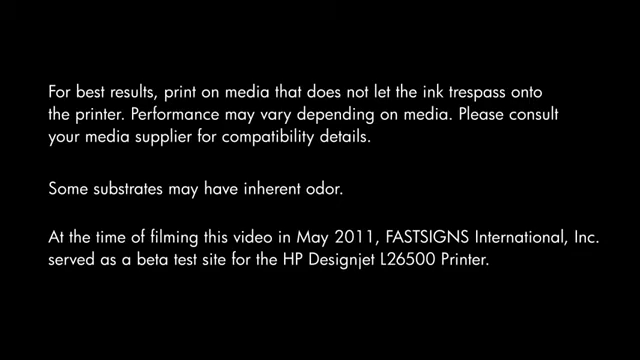 For best results, print on media that does not let the ink trespass onto
the printer. Performance may vary depending on media. Please consult
your media supplier for compatibility details.
Some substrates may have inherent odor.
At the time of filming this video in May 2011, FASTSIGNS International, Inc.
served as a beta test site for the HP Designjet L26500 Printer.